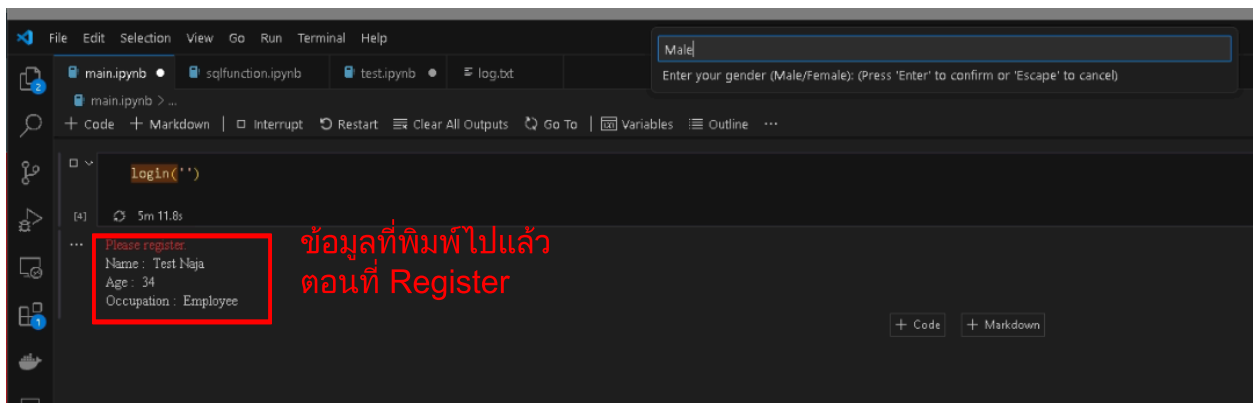 File Edit Selection View Go Run Terminal Help
Male
Enter your gender (Male/Female): (Press 'Enter' to confirm or 'Escape' to cancel)
main.ipynb sqlfunction.ipynb test.ipynb log.txt
main.ipynb > ...
+ Code + Markdown Interrupt Restart Clear All Outputs Go To Variables Outline ...
login('')
[4] 5m 11.8s
... Please register.
Name : Test Naja
Age : 34
Occupation : Employee
ข้อมูลที่พิมพ์ไปแล้ว
ตอนที่ Register
+ Code + Markdown
2
1